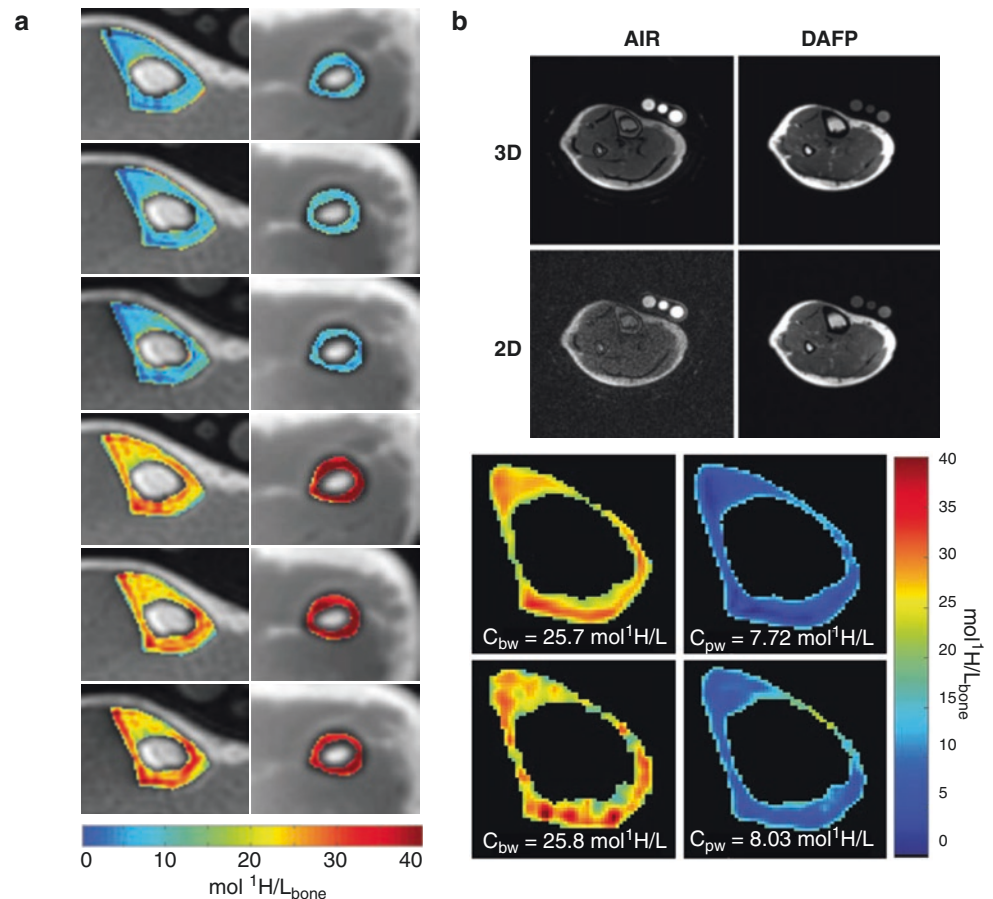 a
0 10 20 30 40
mol ¹H/L_bone
b
AIR DAFP
3D
2D
C_bw = 25.7 mol¹H/L
C_pw = 7.72 mol¹H/L
C_bw = 25.8 mol¹H/L
C_pw = 8.03 mol¹H/L
40
35
30
25
20
15
10
5
0
mol¹H/L_bone